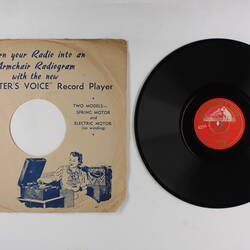 rn your Radio into an
Armchair Radiogram
with the new
TER'S VOICE" Record Player
TWO MODELS—
SPRING MOTOR
and
ELECTRIC MOTOR
(no winding)